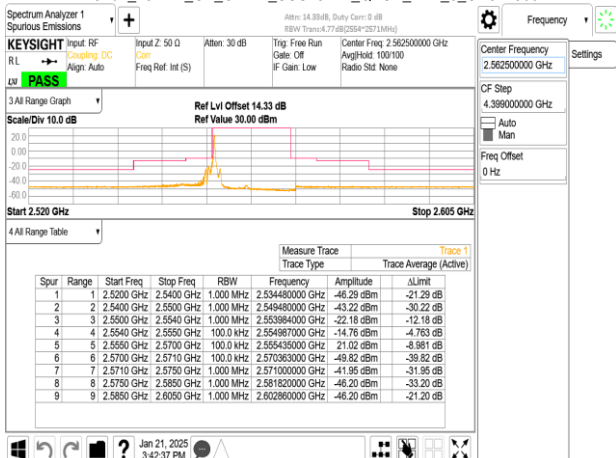 Spectrum Analyzer 1
Spurious Emissions
Attn: 14.33dB, Duty Corr: 0 dB
RBW Trans:4.77dB(2554~2571MHz)
Frequency
KEYSIGHT
Input: RF
Coupling: DC
Align: Auto
Input Z: 50 Ω
Corr
Freq Ref: Int (S)
Atten: 30 dB
Trig: Free Run
Gate: Off
IF Gain: Low
Center Freq: 2.562500000 GHz
Avg|Hold: 100/100
Radio Std: None
RL
LXI
PASS
Center Frequency
2.562500000 GHz
Settings
CF Step
4.399000000 GHz
Auto
Man
Freq Offset
0 Hz
3 All Range Graph
Scale/Div 10.0 dB
Ref Lvl Offset 14.33 dB
Ref Value 30.00 dBm
20.0
0.00
-20.0
-40.0
-60.0
Start 2.520 GHz
Stop 2.605 GHz
4 All Range Table
Measure Trace Trace 1
Trace Type Trace Average (Active)
Spur Range Start Freq Stop Freq RBW Frequency Amplitude ΔLimit
1 1 2.5200 GHz 2.5400 GHz 1.000 MHz 2.534480000 GHz -46.29 dBm -21.29 dB
2 2 2.5400 GHz 2.5500 GHz 1.000 MHz 2.549480000 GHz -43.22 dBm -30.22 dB
3 3 2.5500 GHz 2.5540 GHz 1.000 MHz 2.553984000 GHz -22.18 dBm -12.18 dB
4 4 2.5540 GHz 2.5550 GHz 100.0 kHz 2.554987000 GHz -14.76 dBm -4.763 dB
5 5 2.5550 GHz 2.5700 GHz 100.0 kHz 2.555435000 GHz 21.02 dBm -8.981 dB
6 6 2.5700 GHz 2.5710 GHz 100.0 kHz 2.570363000 GHz -49.82 dBm -39.82 dB
7 7 2.5710 GHz 2.5750 GHz 1.000 MHz 2.571000000 GHz -41.95 dBm -31.95 dB
8 8 2.5750 GHz 2.5850 GHz 1.000 MHz 2.581820000 GHz -46.20 dBm -33.20 dB
9 9 2.5850 GHz 2.6050 GHz 1.000 MHz 2.602860000 GHz -46.20 dBm -21.20 dB
Jan 21, 2025
3:42:37 PM